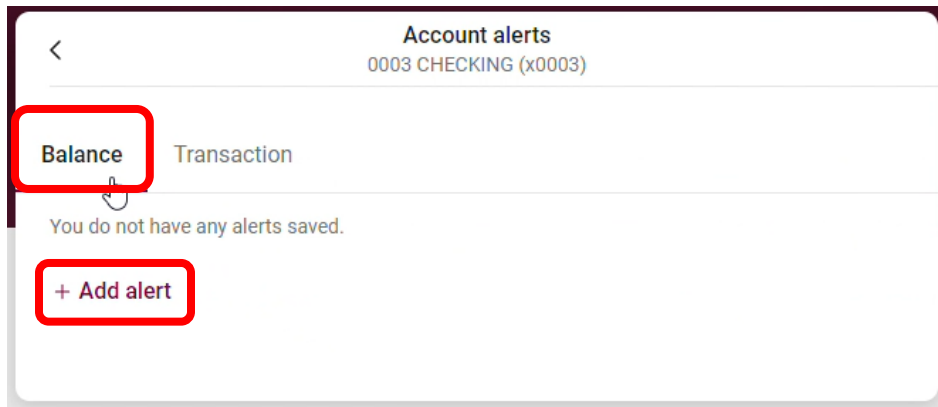 Account alerts
0003 CHECKING (x0003)
Balance Transaction
You do not have any alerts saved.
+ Add alert